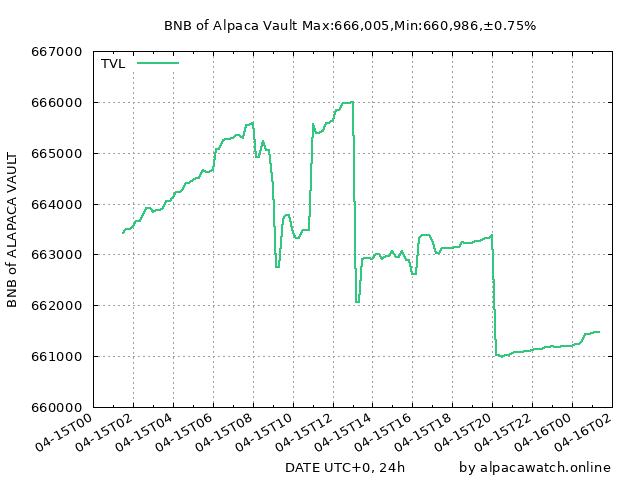 BNB of Alpaca Vault Max:666,005,Min:660,986,±0.75%
TVL
667000
666000
665000
664000
663000
662000
661000
660000
BNB of ALAPACA VAULT
04-15T00
04-15T02
04-15T04
04-15T06
04-15T08
04-15T10
04-15T12
04-15T14
04-15T16
04-15T18
04-15T20
04-15T22
04-16T00
04-16T02
DATE UTC+0, 24h
by alpacawatch.online